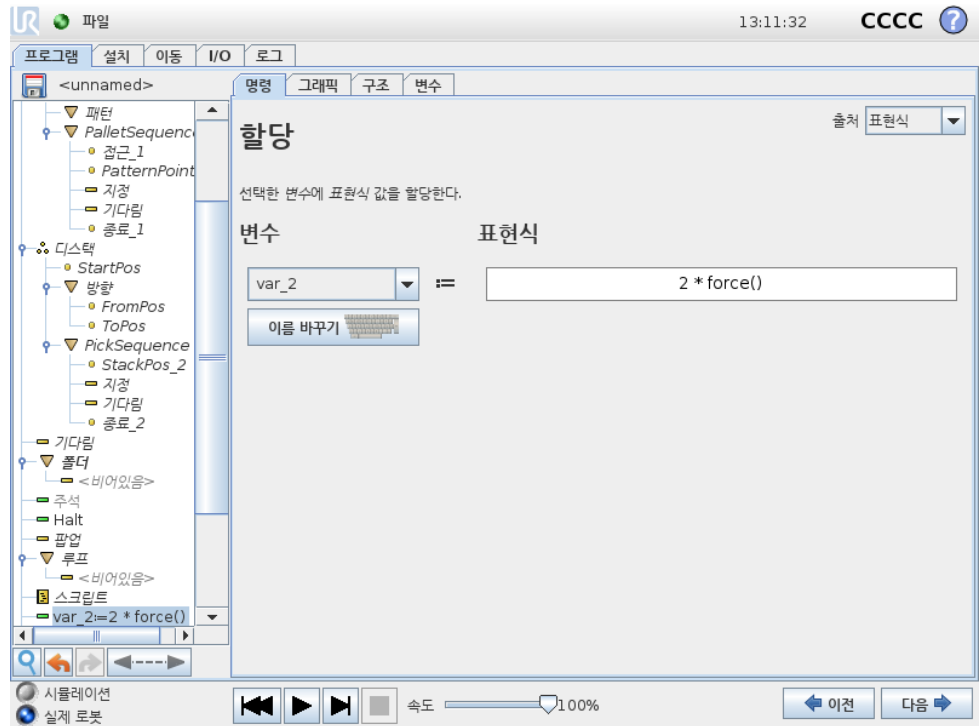 UR 파일 13:11:32 CCCC ?
프로그램 설치 이동 I/O 로그
<unnamed>
패턴
PalletSequenc
접근_1
PatternPoint
지정
기다림
종료_1
디스택
StartPos
방향
FromPos
ToPos
PickSequence
StackPos_2
지정
기다림
종료_2
기다림
폴더
<비어있음>
주석
Halt
팝업
루프
<비어있음>
스크립트
var_2:=2 * force()
명령 그래픽 구조 변수
할당
출처 표현식
선택한 변수에 표현식 값을 할당한다.
변수 표현식
var_2 := 2 * force()
이름 바꾸기
시뮬레이션
실제 로봇
속도 100%
이전 다음